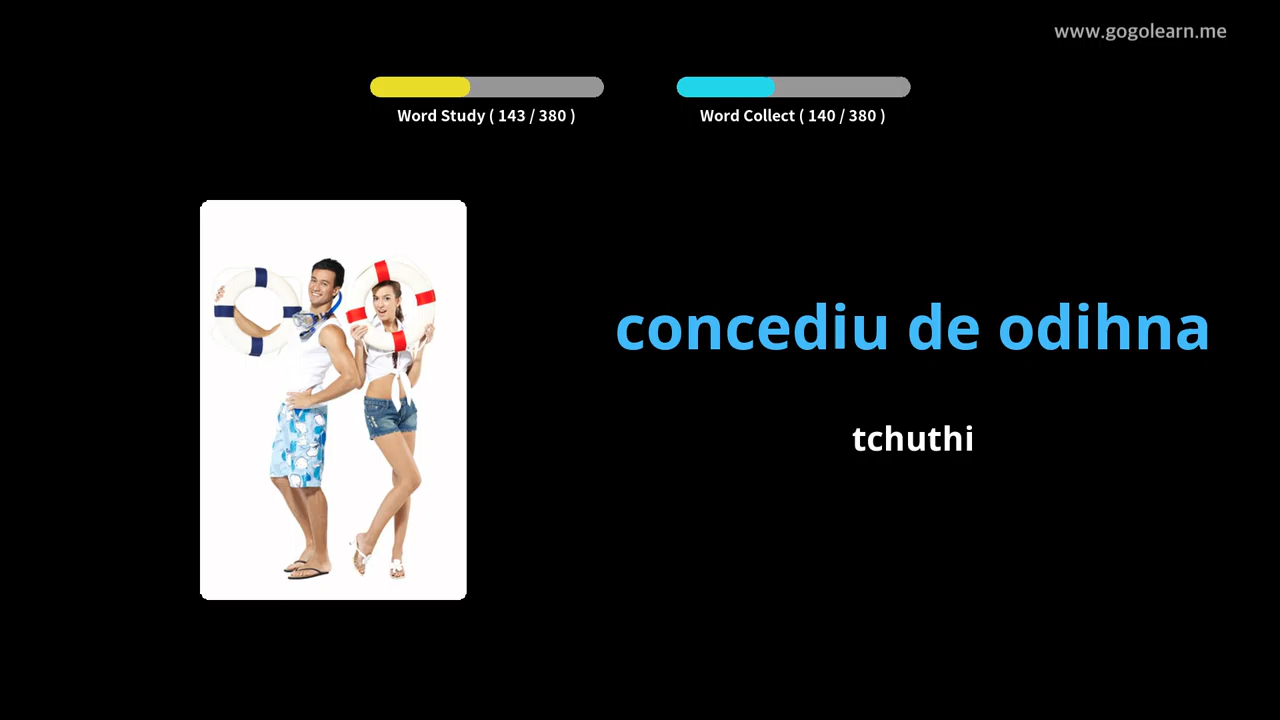 www.gogolearn.me
Word Study ( 143 / 380 )
Word Collect ( 140 / 380 )
concediu de odihna
tchuthi